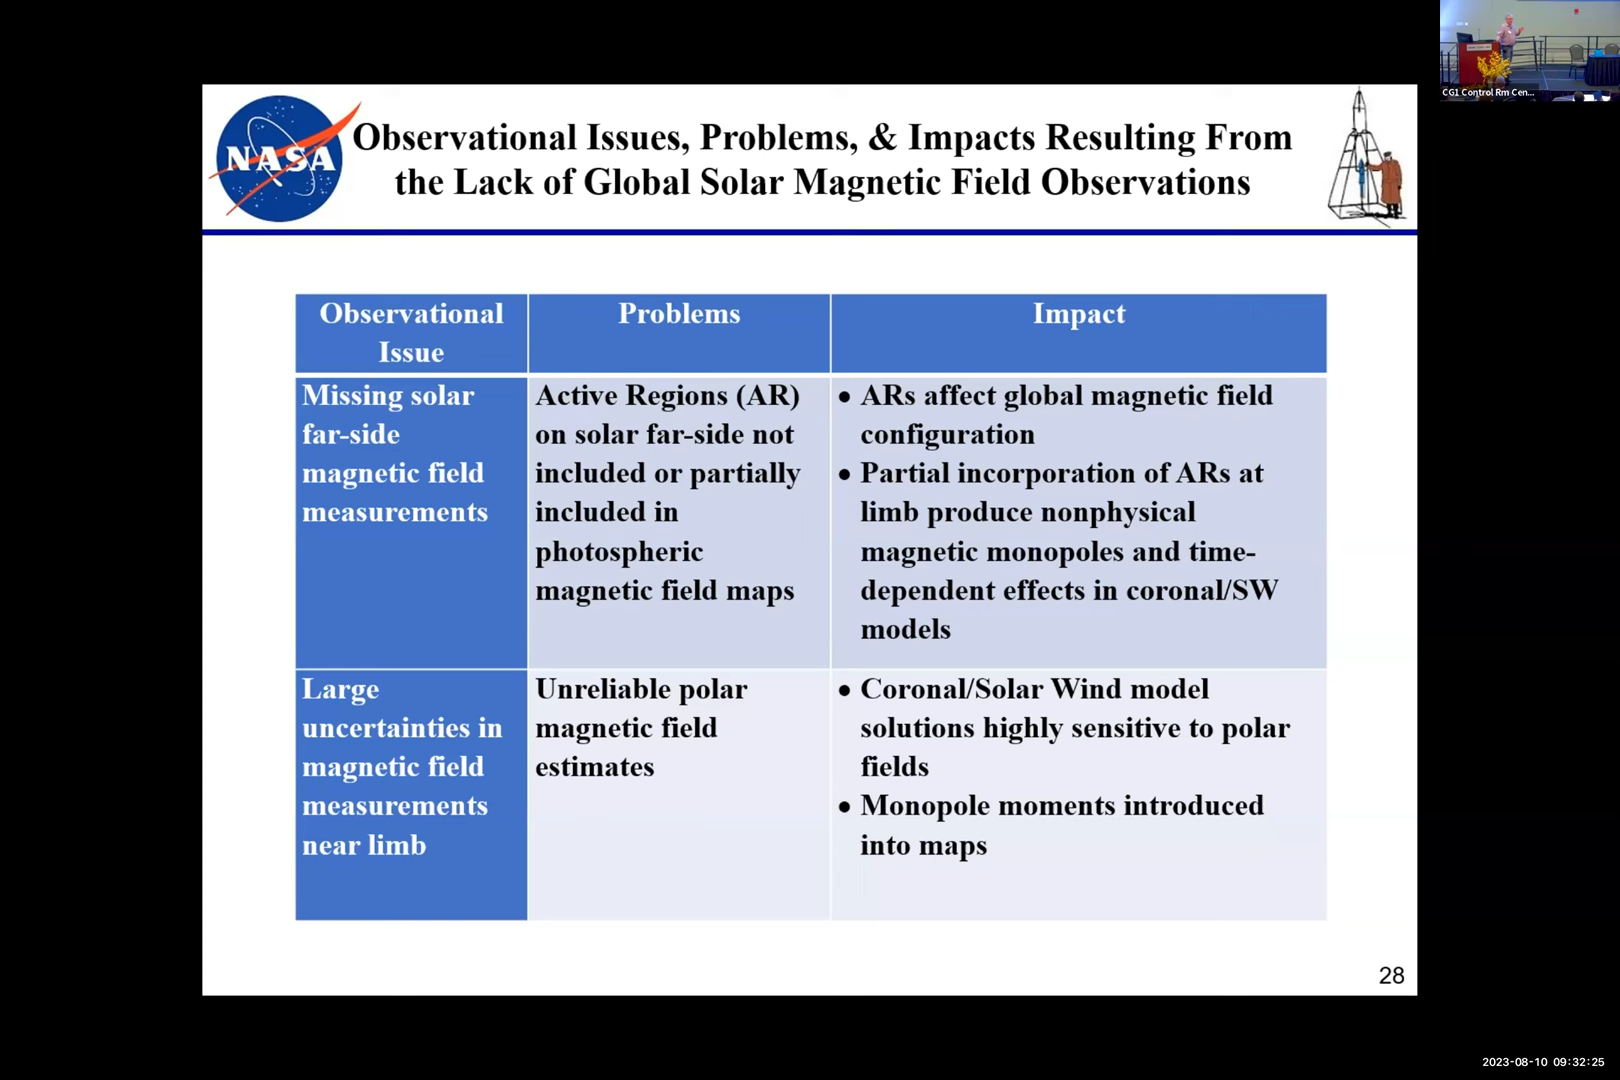 CG1 Control Rm Cen...
NASA
Observational Issues, Problems, & Impacts Resulting From
the Lack of Global Solar Magnetic Field Observations
Observational
Issue
Problems
Impact
Missing solar
far-side
magnetic field
measurements
Active Regions (AR)
on solar far-side not
included or partially
included in
photospheric
magnetic field maps
• ARs affect global magnetic field
configuration
• Partial incorporation of ARs at
limb produce nonphysical
magnetic monopoles and time-
dependent effects in coronal/SW
models
Large
uncertainties in
magnetic field
measurements
near limb
Unreliable polar
magnetic field
estimates
• Coronal/Solar Wind model
solutions highly sensitive to polar
fields
• Monopole moments introduced
into maps
28
2023-08-10 09:32:25